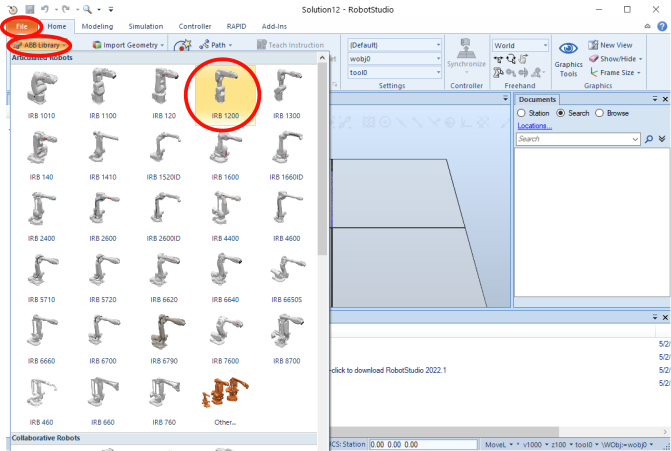 Solution12 - RobotStudio
File Home Modeling Simulation Controller RAPID Add-Ins
ABB Library Import Geometry Path Teach Instruction (Default) World New View
wobj0 Synchronize Graphics Tools Show/Hide
tool0 Frame Size
Settings Controller Freehand Graphics
Articulated Robots
IRB 1010 IRB 1100 IRB 120 IRB 1200 IRB 1300
IRB 140 IRB 1410 IRB 1520ID IRB 1600 IRB 1660ID
IRB 2400 IRB 2600 IRB 2600ID IRB 4400 IRB 4600
IRB 5710 IRB 5720 IRB 6620 IRB 6640 IRB 6650S
IRB 6660 IRB 6700 IRB 6790 IRB 7600 IRB 8700
IRB 460 IRB 660 IRB 760 Other...
Collaborative Robots
Documents
Station Search Browse
Locations...
Search
5/2/
5/2/
-click to download RobotStudio 2022.1 5/2/
5/2/
UCS: Station 0.00 0.00 0.00 MoveL * v1000 * z100 * tool0 * \WObj:=wobj0